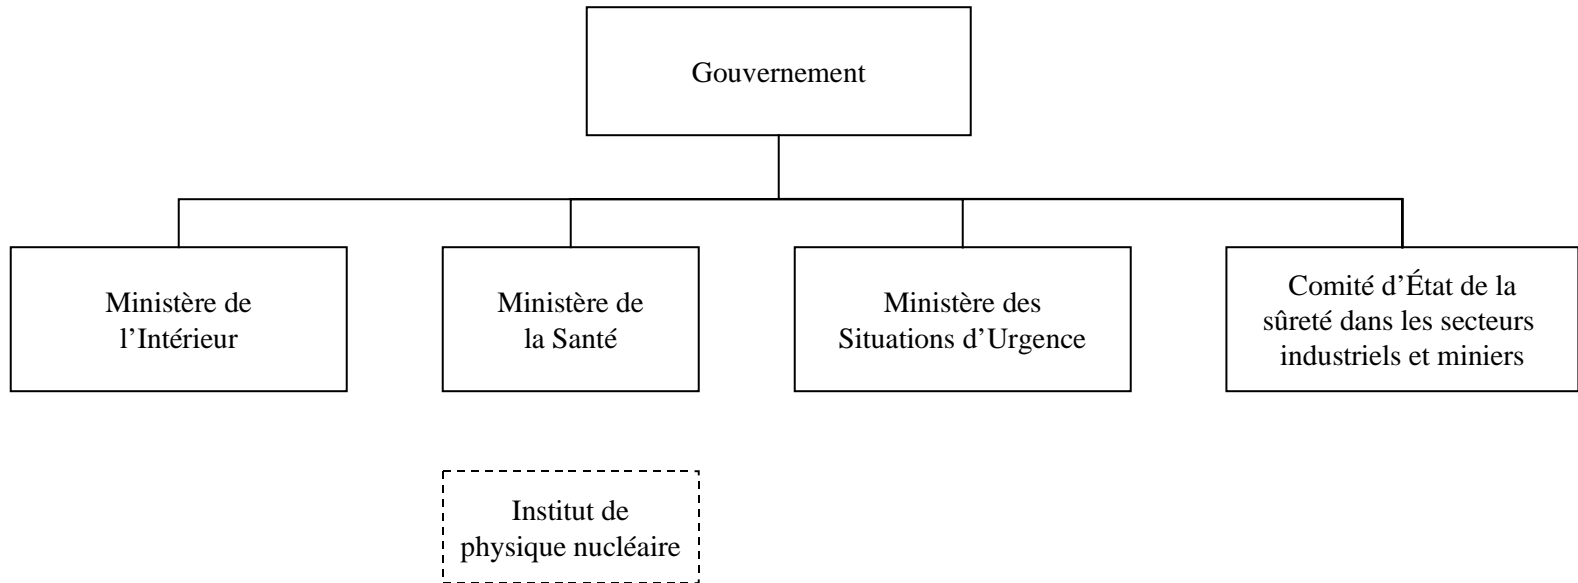 Gouvernement
Ministère de
l’Intérieur
Ministère de
la Santé
Ministère des
Situations d’Urgence
Comité d’État de la
sûreté dans les secteurs
industriels et miniers
Institut de
physique nucléaire